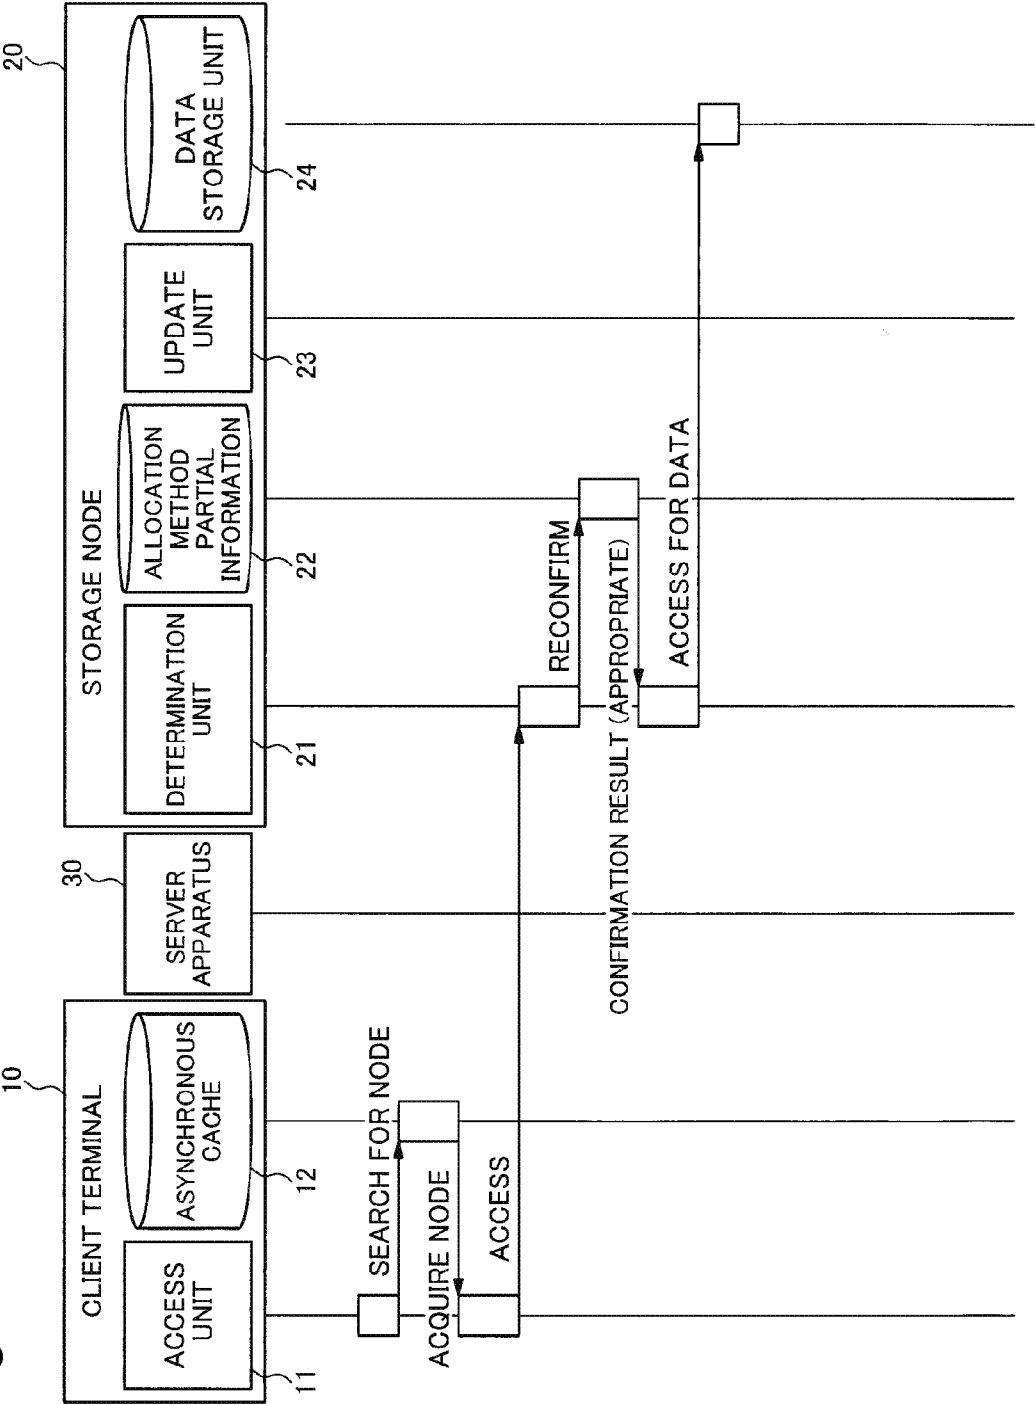 10
CLIENT TERMINAL
ACCESS
UNIT
11
ASYNCHRONOUS
CACHE
12
30
SERVER
APPARATUS
20
STORAGE NODE
DETERMINATION
UNIT
21
ALLOCATION
METHOD
PARTIAL
INFORMATION
22
UPDATE
UNIT
23
DATA
STORAGE UNIT
24
SEARCH FOR NODE
ACQUIRE NODE
ACCESS
RECONFIRM
CONFIRMATION RESULT (APPROPRIATE)
ACCESS FOR DATA